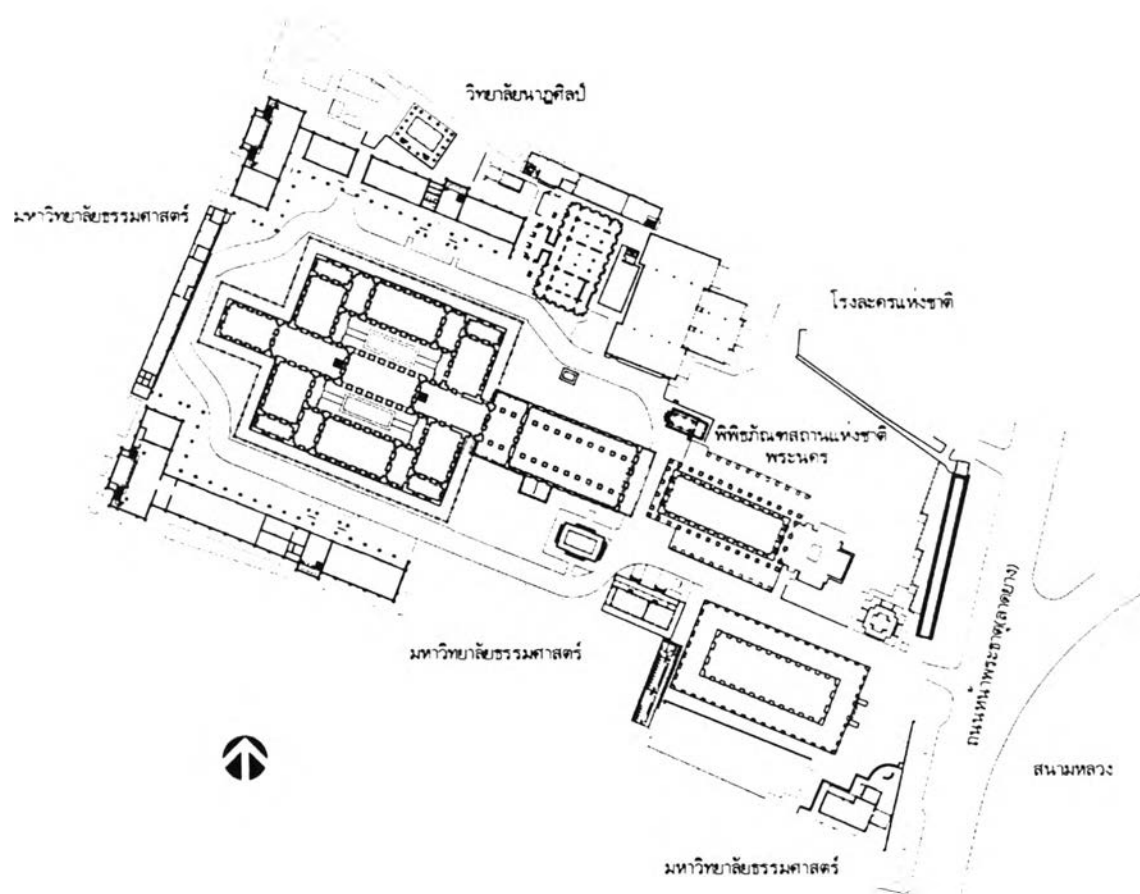 วิทยาลัยนาฏศิลป์
มหาวิทยาลัยธรรมศาสตร์
โรงละครแห่งชาติ
พิพิธภัณฑสถานแห่งชาติ
พระนคร
ถนนหน้าพระธาตุ(ลาดยาง)
มหาวิทยาลัยธรรมศาสตร์
สนามหลวง
มหาวิทยาลัยธรรมศาสตร์